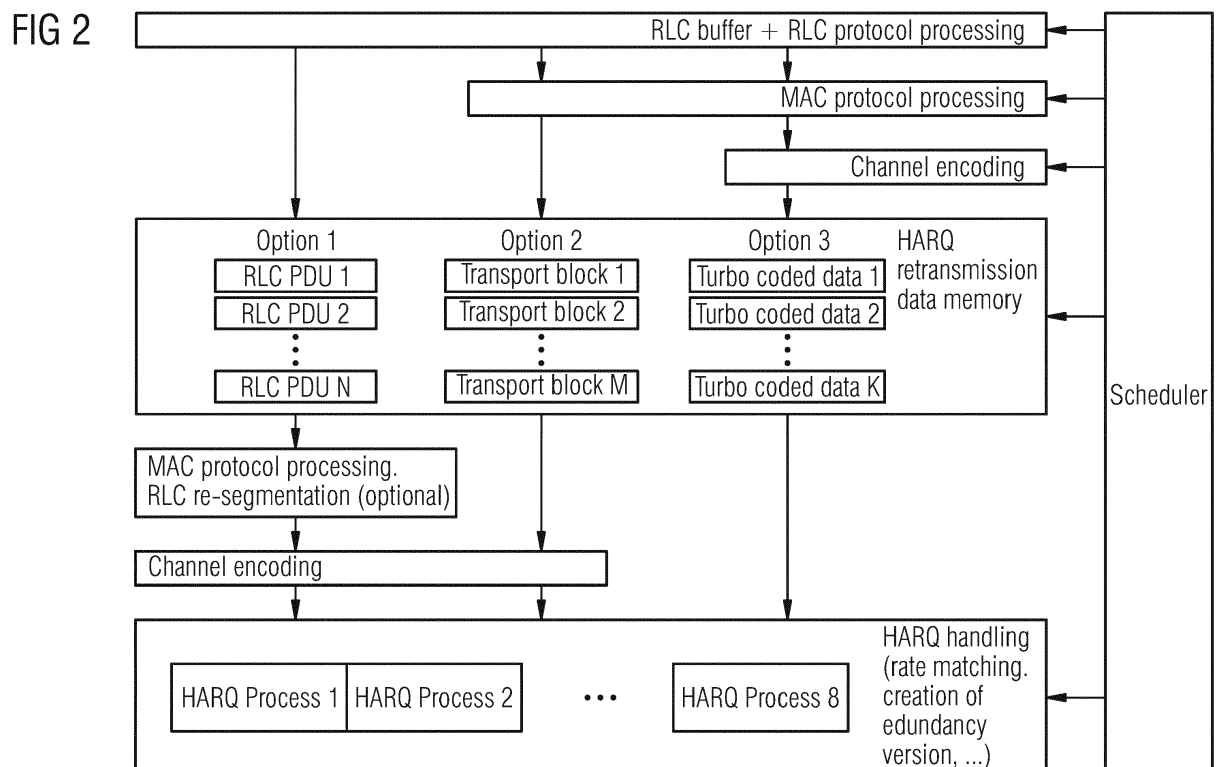 FIG 2
RLC buffer + RLC protocol processing
MAC protocol processing
Channel encoding
Option 1
Option 2
Option 3
HARQ
retransmission
data memory
RLC PDU 1
Transport block 1
Turbo coded data 1
RLC PDU 2
Transport block 2
Turbo coded data 2
RLC PDU N
Transport block M
Turbo coded data K
Scheduler
MAC protocol processing.
RLC re-segmentation (optional)
Channel encoding
HARQ Process 1
HARQ Process 2
...
HARQ Process 8
HARQ handling
(rate matching.
creation of
edundancy
version, ...)